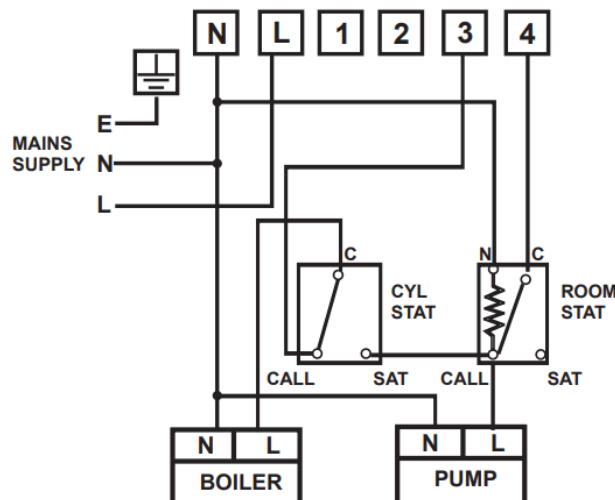 N L 1 2 3 4
E
MAINS
SUPPLY N
L
C N C
CYL
STAT
ROOM
STAT
CALL SAT CALL SAT
N L N L
BOILER PUMP